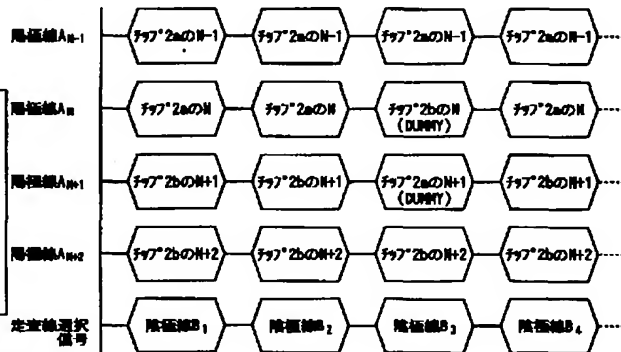 陽極線AN-1 チップ2aのN-1 チップ2aのN-1 チップ2aのN-1 チップ2aのN-1
陽極線AN チップ2aのN チップ2aのN チップ2bのN チップ2aのN
(DUMMY)
陽極線AN+1 チップ2bのN+1 チップ2bのN+1 チップ2aのN+1 チップ2bのN+1
(DUMMY)
陽極線AN+2 チップ2bのN+2 チップ2bのN+2 チップ2bのN+2 チップ2bのN+2
走査線選択 陰極線B1 陰極線B2 陰極線B3 陰極線B4
信号